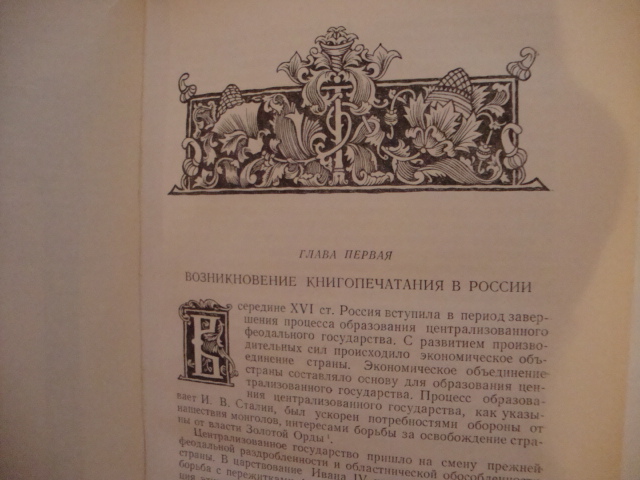 ГЛАВА ПЕРВАЯ
ВОЗНИКНОВЕНИЕ КНИГОПЕЧАТАНИЯ В РОССИИ
В середине XVI ст. Россия вступила в период завер-
шения процесса образования централизованного
феодального государства. С развитием произво-
дительных сил происходило экономическое объ-
единение страны. Экономическое объединение
страны составляло основу для образования цен-
трализованного государства. Процесс образова-
ния централизованного государства, как указы-
вает И. В. Сталин, был ускорен потребностями обороны от
нашествия монголов, интересами борьбы за освобождение стра-
ны от власти Золотой Орды¹.
Централизованное государство пришло на смену прежней
феодальной раздробленности и областнической обособленности
страны. В царствование Ивана IV
борьба с пережитками